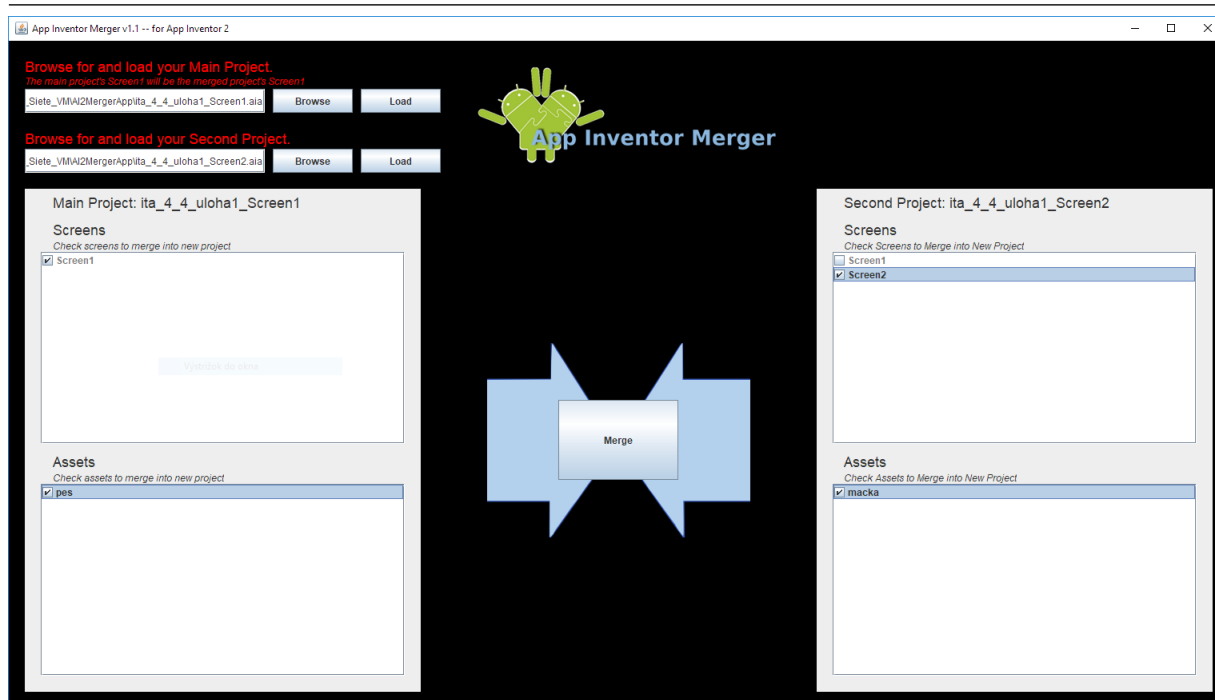 App Inventor Merger v1.1 -- for App Inventor 2
Browse for and load your Main Project.
The main project's Screen1 will be the merged project's Screen1
_Siete_VM\AI2MergerApp\ita_4_4_uloha1_Screen1.aia Browse Load
App Inventor Merger
Browse for and load your Second Project.
_Siete_VM\AI2MergerApp\ita_4_4_uloha1_Screen2.aia Browse Load
Main Project: ita_4_4_uloha1_Screen1
Screens
Check screens to merge into new project
Screen1
Assets
Check assets to merge into new project
pes
Merge
Second Project: ita_4_4_uloha1_Screen2
Screens
Check Screens to Merge into New Project
Screen1
Screen2
Assets
Check Assets to Merge into New Project
macka